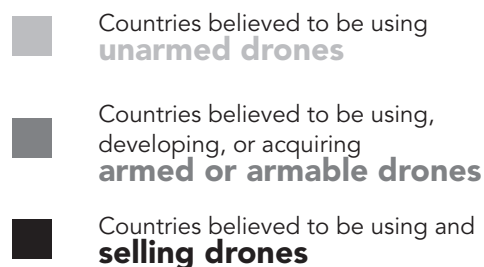 Countries believed to be using
unarmed drones
Countries believed to be using,
developing, or acquiring
armed or armable drones
Countries believed to be using and
selling drones